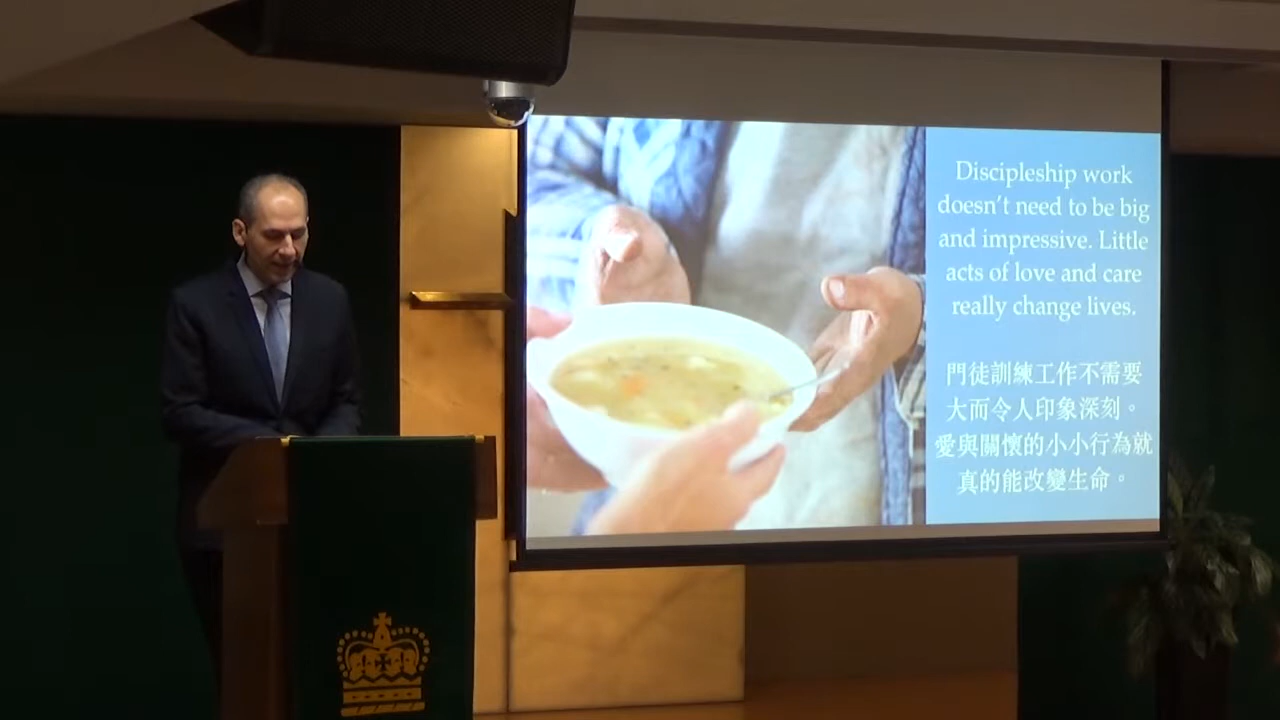 Discipleship work
doesn't need to be big
and impressive. Little
acts of love and care
really change lives.
門徒訓練工作不需要
大而令人印象深刻。
愛與關懷的小小行為就
真的能改變生命。